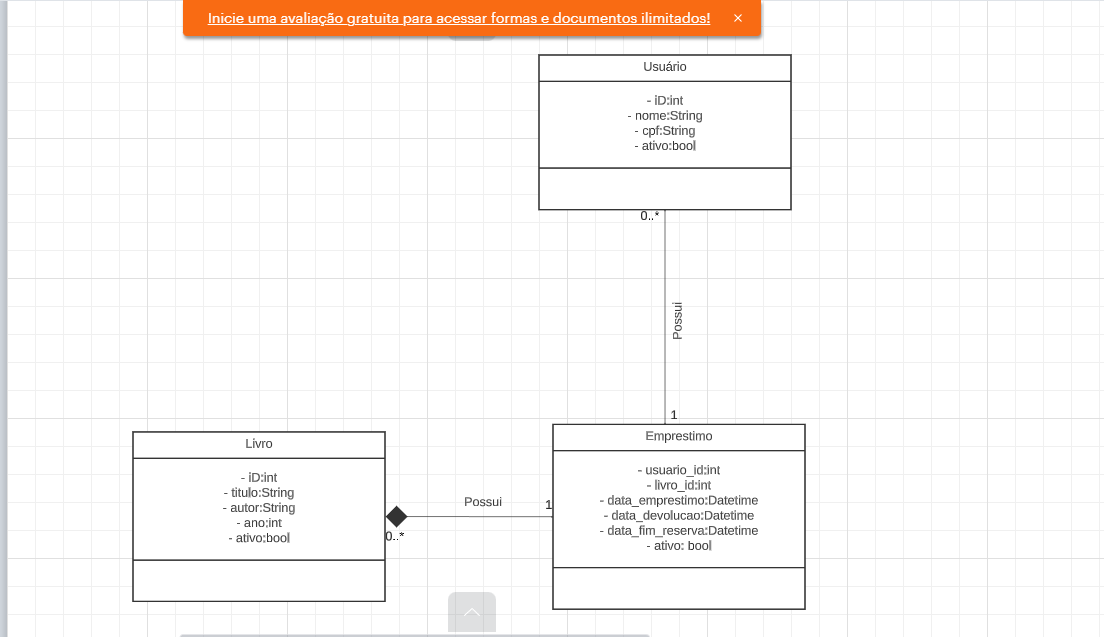 Inicie uma avaliação gratuita para acessar formas e documentos ilimitados! ×
Usuário
- iD:int
- nome:String
- cpf:String
- ativo:bool
0..*
Possui
1
Livro
- iD:int
- titulo:String
- autor:String
- ano:int
- ativo:bool
0..*
Possui
1
Emprestimo
- usuario_id:int
- livro_id:int
- data_emprestimo:Datetime
- data_devolucao:Datetime
- data_fim_reserva:Datetime
- ativo: bool